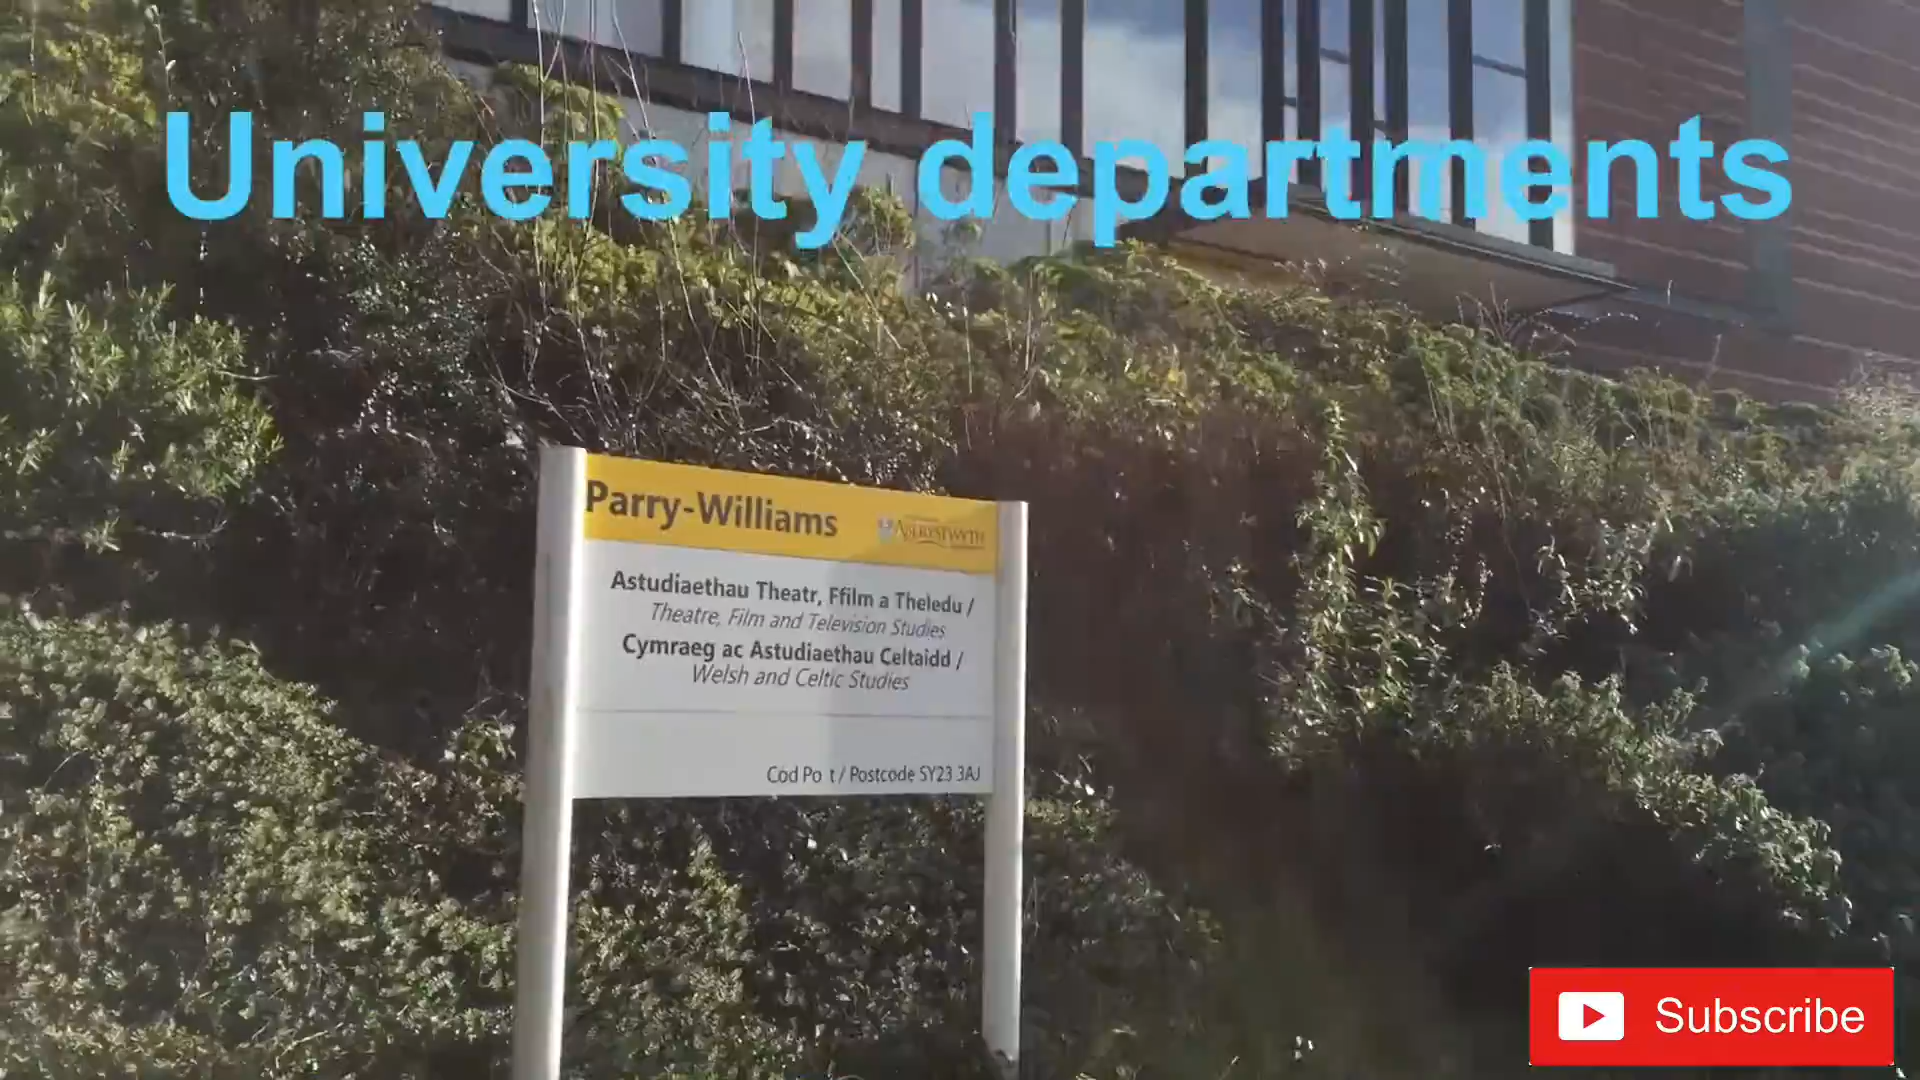 University departments
Parry-Williams
ABERYSTWYTH
Astudiaethau Theatr, Ffilm a Theledu /
Theatre, Film and Television Studies
Cymraeg ac Astudiaethau Celtaidd /
Welsh and Celtic Studies
Cod Po t / Postcode SY23 3AJ
Subscribe